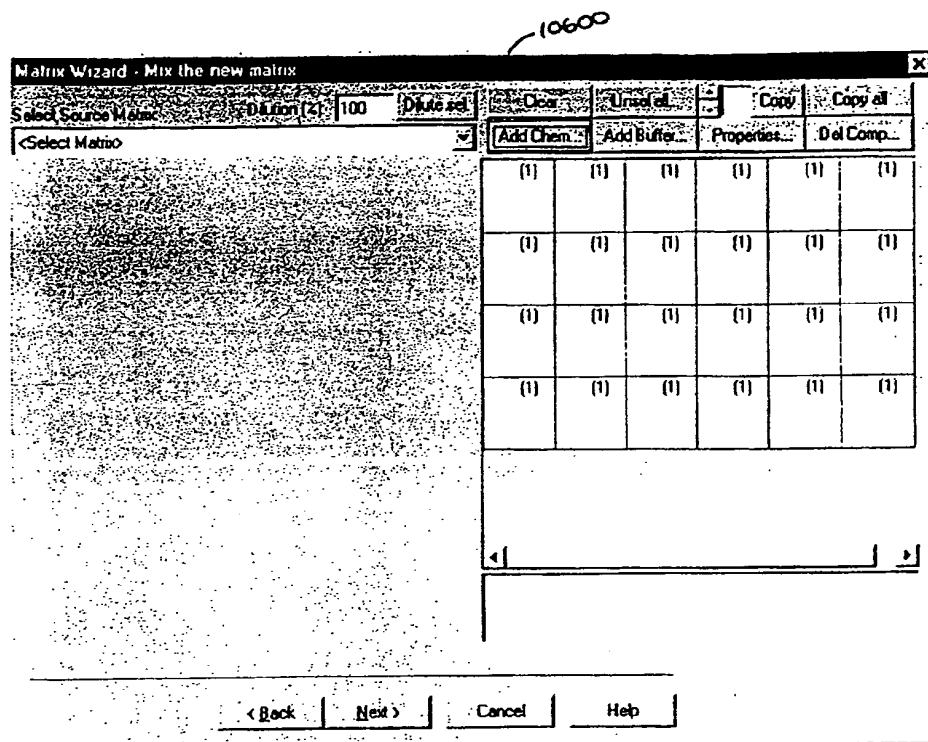 10600
Matrix Wizard - Mix the new matrix
Select Source Matrix Dilution [%] 100 Dilute sel. Clear Unsel all Copy Copy all
<Select Matrix> Add Chem... Add Buffer... Properties... Del Comp...
(1) (1) (1) (1) (1) (1)
(1) (1) (1) (1) (1) (1)
(1) (1) (1) (1) (1) (1)
(1) (1) (1) (1) (1) (1)
< Back Next > Cancel Help